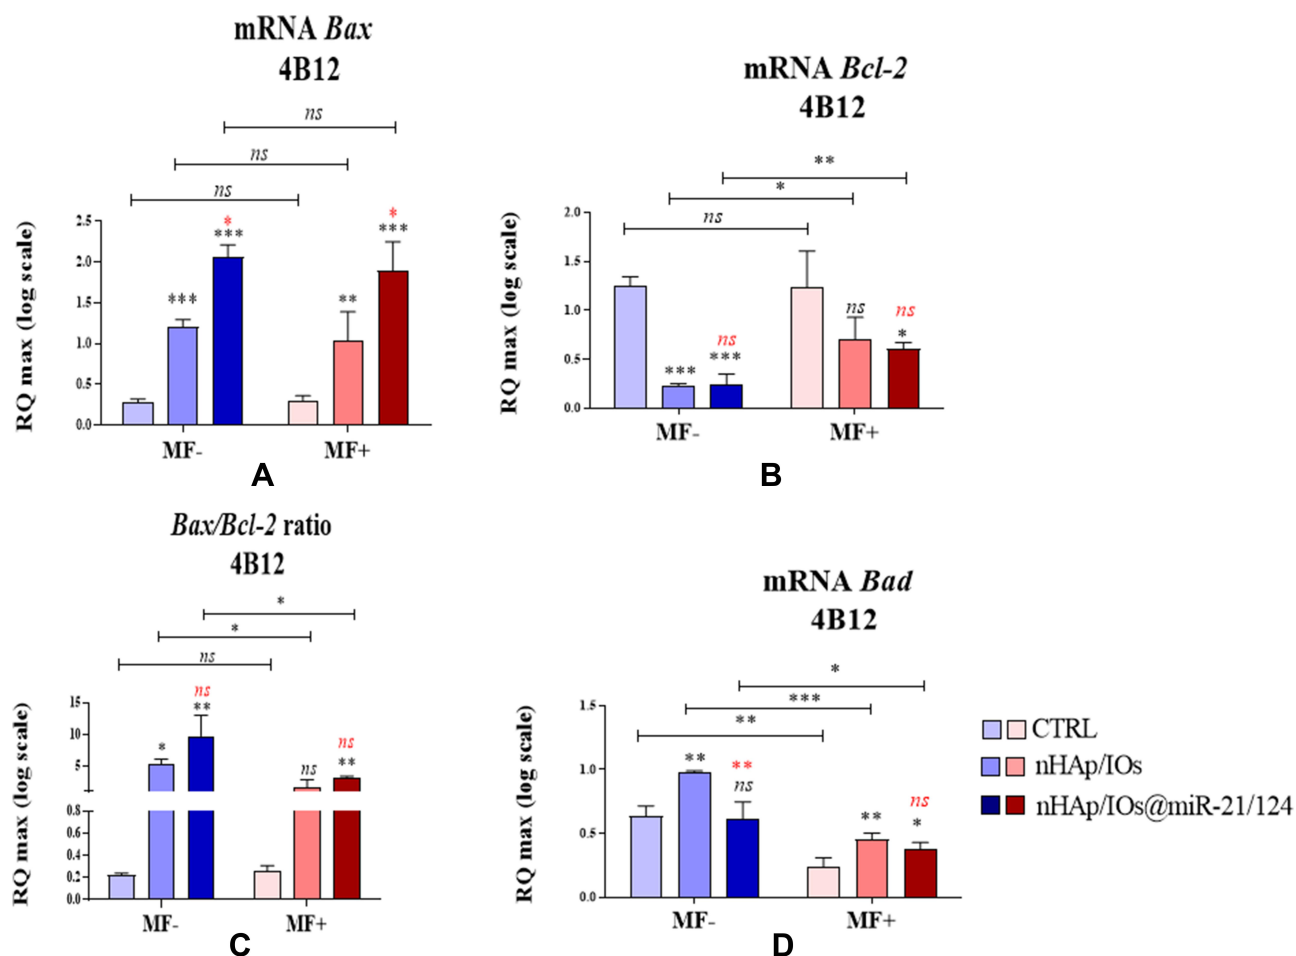 mRNA Bax
4B12
ns
ns
ns
RQ max (log scale)
2.5
2.0
1.5
1.0
0.5
0.0
***
*
***
**
*
***
MF-
MF+
A
mRNA Bcl-2
4B12
**
*
ns
RQ max (log scale)
2.0
1.5
1.0
0.5
0.0
***
ns
***
ns
ns
*
MF-
MF+
B
Bax/Bcl-2 ratio
4B12
*
*
ns
RQ max (log scale)
15
10
5
0.8
0.6
0.4
0.2
0.0
*
ns
**
ns
ns
**
MF-
MF+
C
mRNA Bad
4B12
*
***
**
RQ max (log scale)
1.5
1.0
0.5
0.0
**
**
ns
**
ns
*
MF-
MF+
D
CTRL
nHAp/IOs
nHAp/IOs@miR-21/124